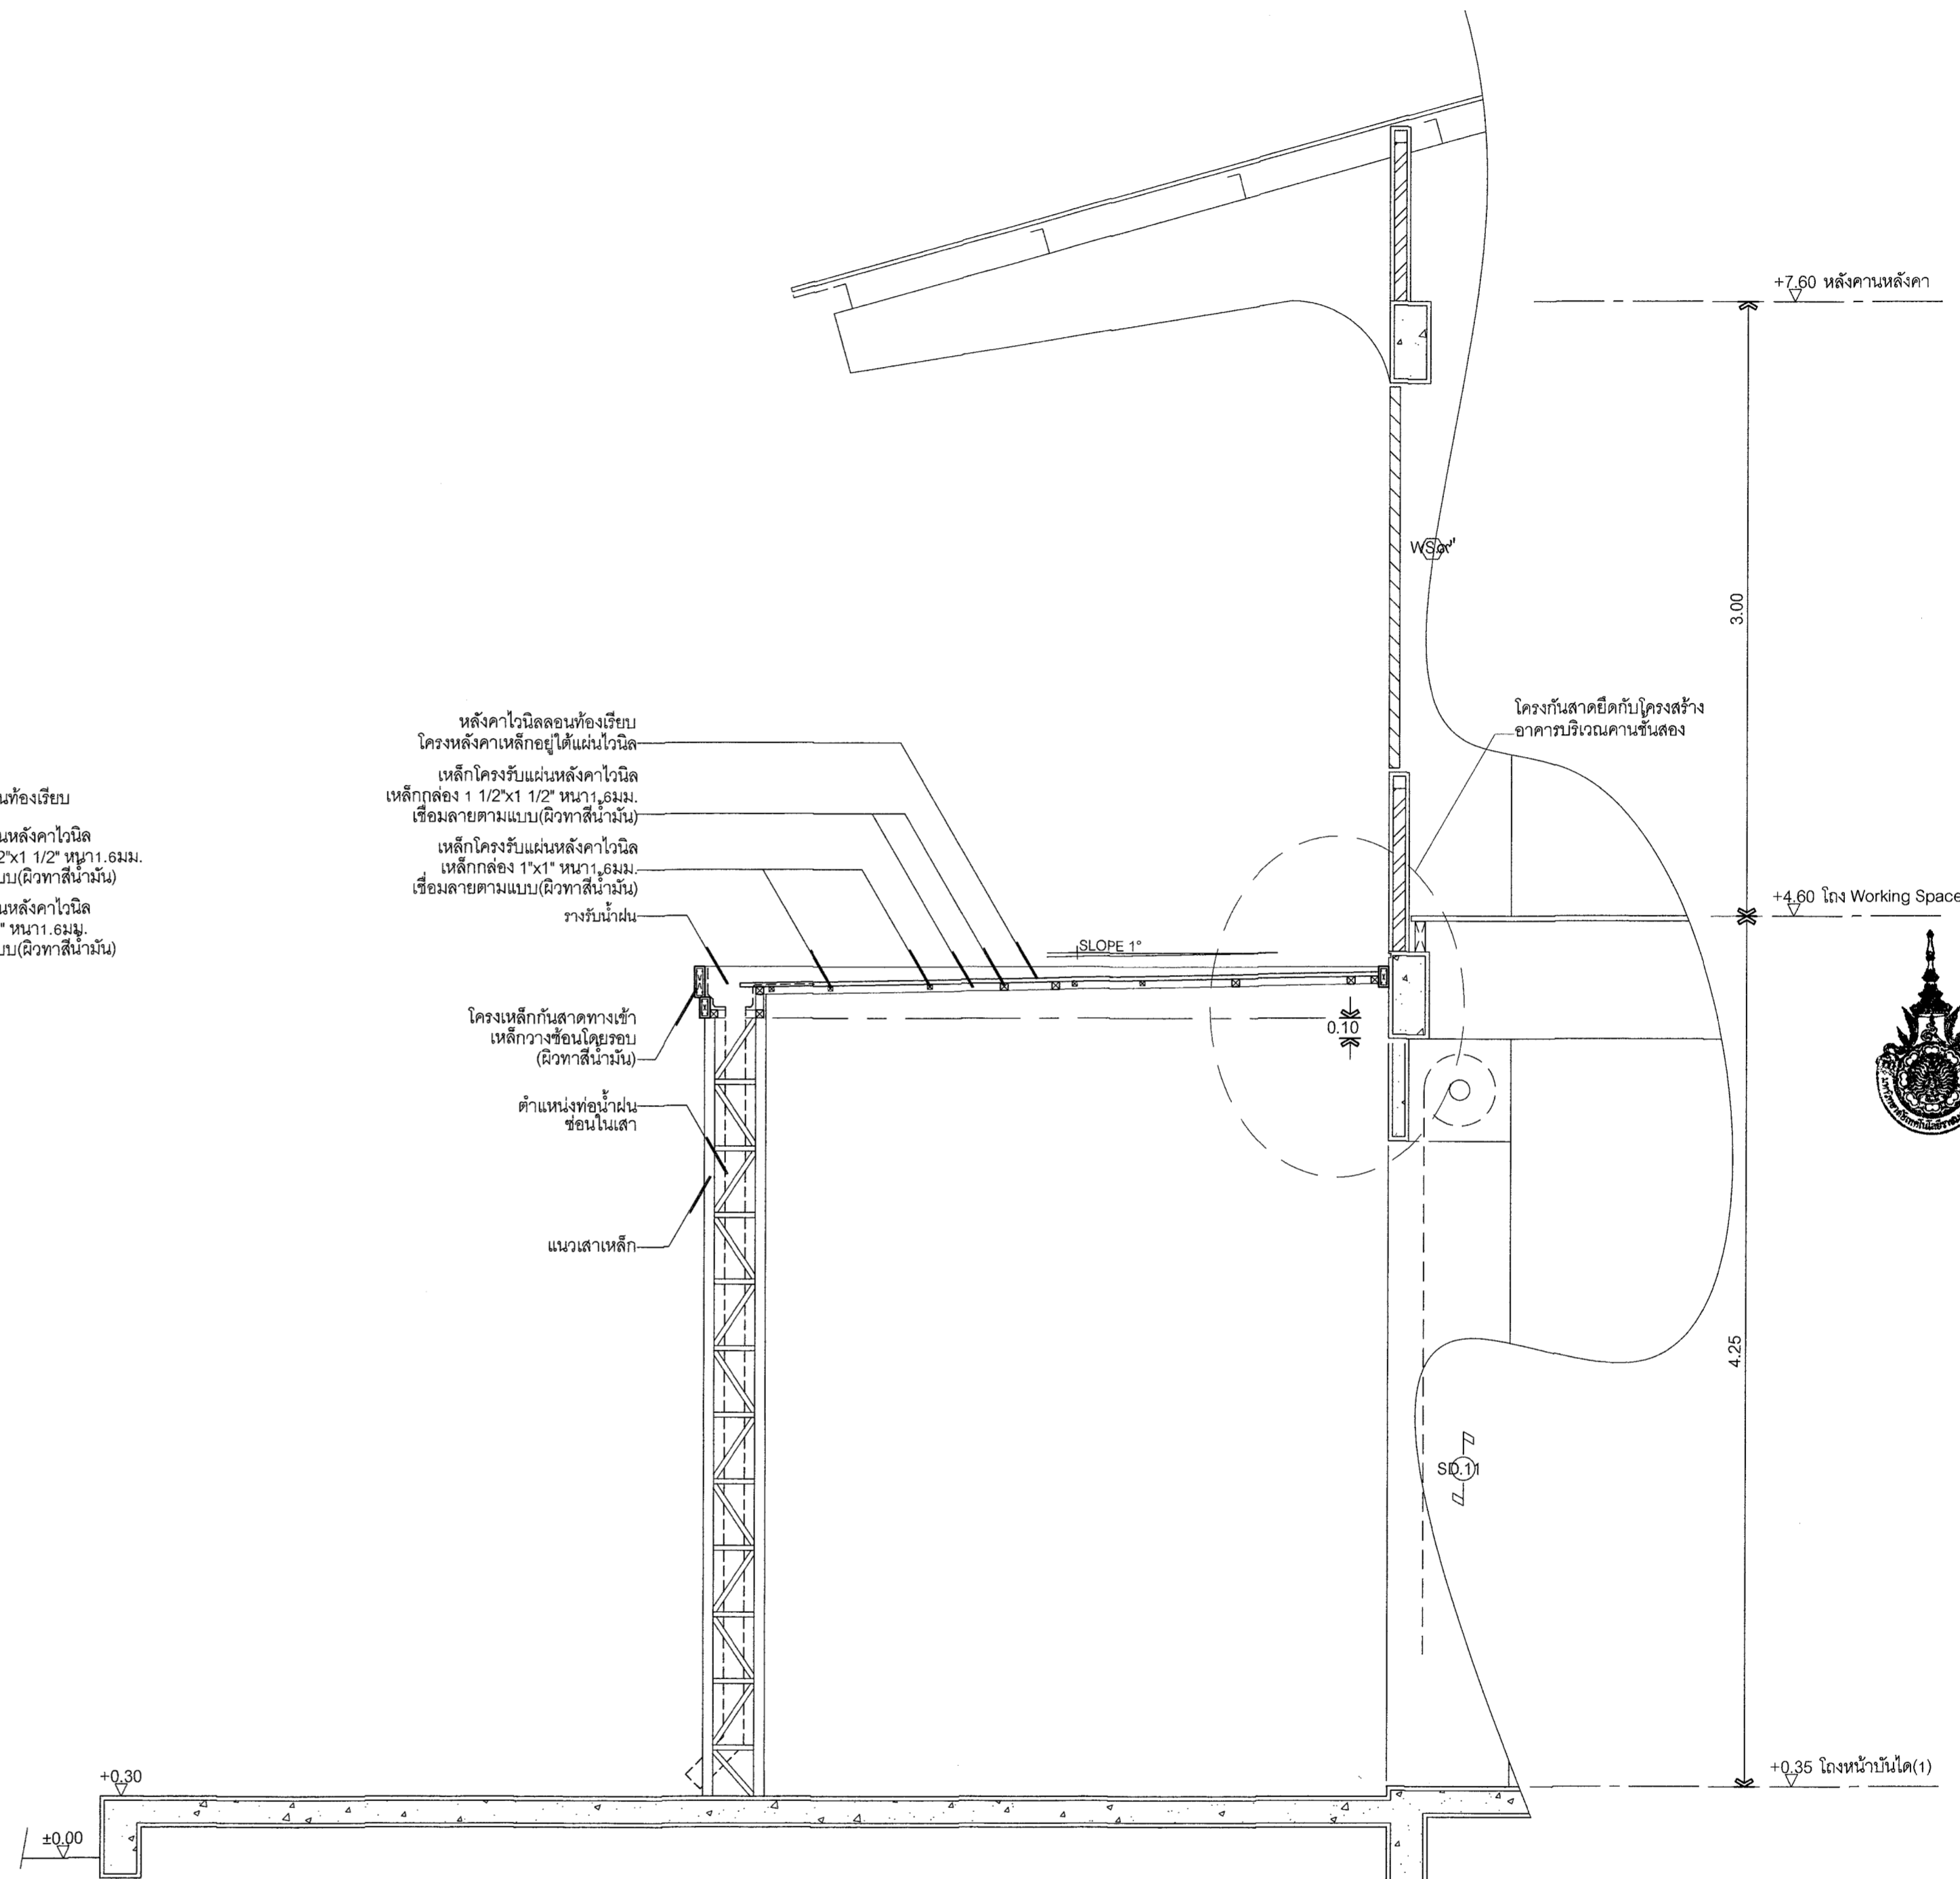 +7.60 หลังคานหลังคา
3.00
โครงกันสาดยึดกับโครงสร้าง
อาคารบริเวณคานชั้นสอง
หลังคาไวนิลลอนท้องเรียบ
โครงหลังคาเหล็กอยู่ใต้แผ่นไวนิล
เหล็กโครงรับแผ่นหลังคาไวนิล
เหล็กกล่อง 1 1/2"x1 1/2" หนา1.6มม.
เชื่อมลายตามแบบ(ผิวทาสีน้ำมัน)
เหล็กโครงรับแผ่นหลังคาไวนิล
เหล็กกล่อง 1"x1" หนา1.6มม.
เชื่อมลายตามแบบ(ผิวทาสีน้ำมัน)
รางรับน้ำฝน
นท้องเรียบ
นหลังคาไวนิล
2"x1 1/2" หนา1.6มม.
บบ(ผิวทาสีน้ำมัน)
นหลังคาไวนิล
" หนา1.6มม.
บบ(ผิวทาสีน้ำมัน)
+4.60 โถง Working Space
SLOPE 1°
0.10
โครงเหล็กกันสาดทางเข้า
เหล็กวางซ้อนโดยรอบ
(ผิวทาสีน้ำมัน)
ตำแหน่งท่อน้ำฝน
ซ่อนในเสา
แนวเสาเหล็ก
4.25
SD.11
+0.35 โถงหน้าบันได(1)
+0.30
±0.00